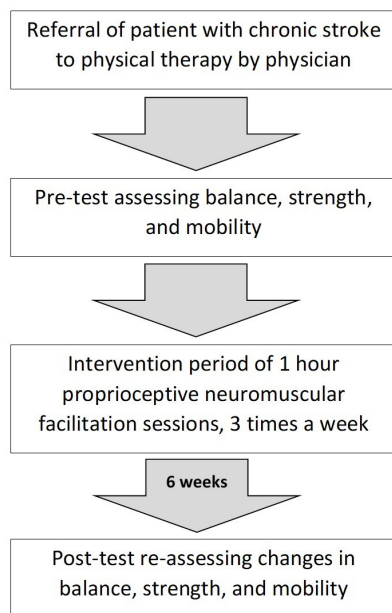 Referral of patient with chronic stroke
to physical therapy by physician
Pre-test assessing balance, strength,
and mobility
Intervention period of 1 hour
proprioceptive neuromuscular
facilitation sessions, 3 times a week
6 weeks
Post-test re-assessing changes in
balance, strength, and mobility